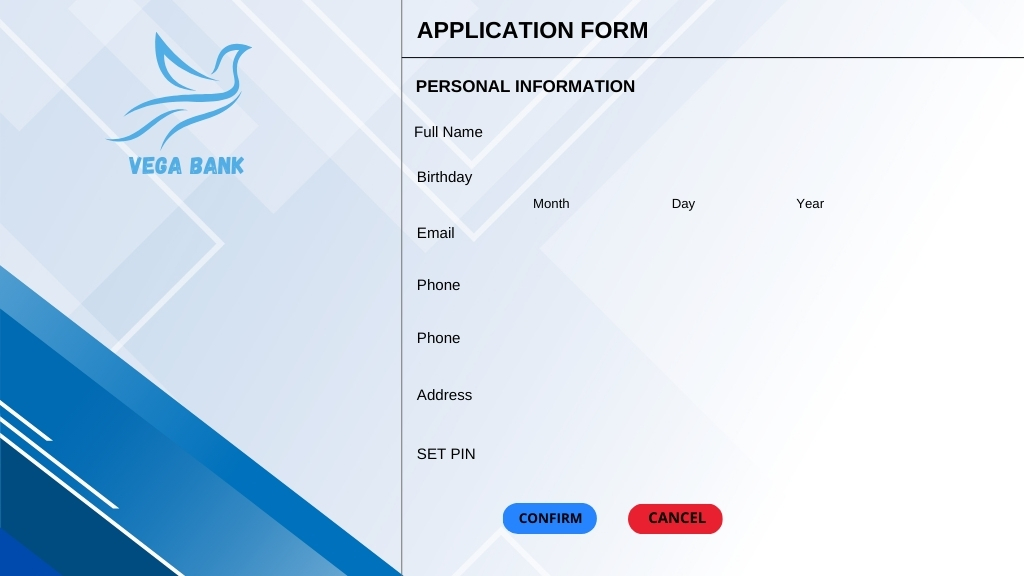 VEGA BANK
APPLICATION FORM
PERSONAL INFORMATION
Full Name
Birthday
Month Day Year
Email
Phone
Phone
Address
SET PIN
CONFIRM CANCEL